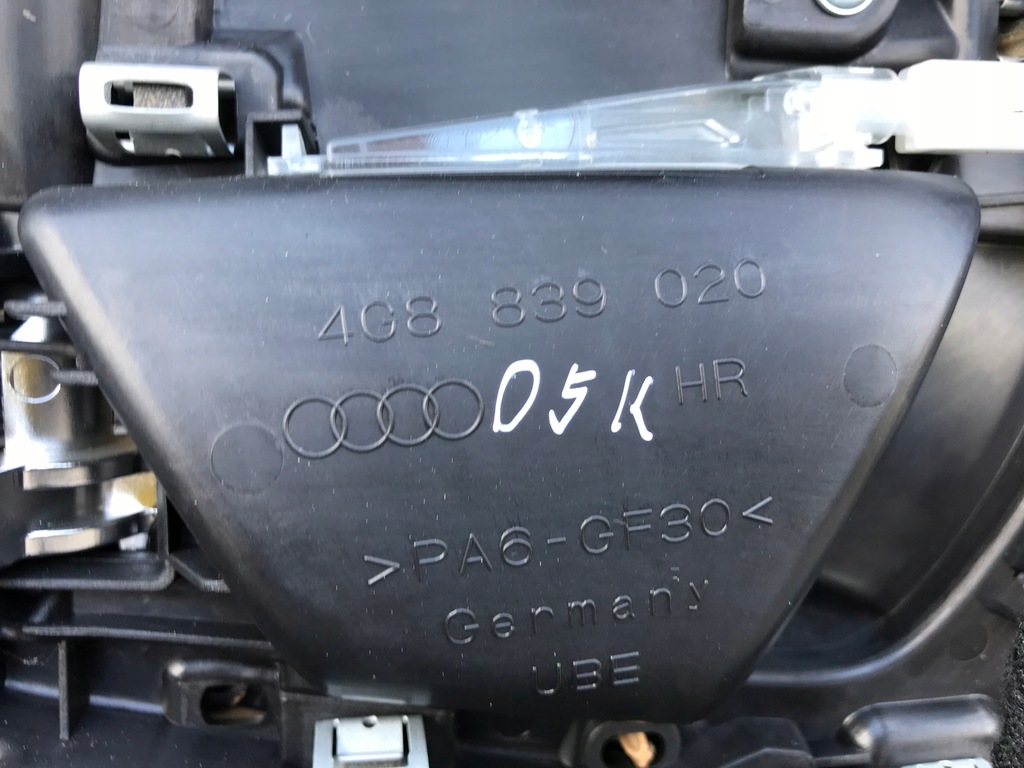 4G8 839 020
05K HR
>PA6-GF30<
Germany
UBE